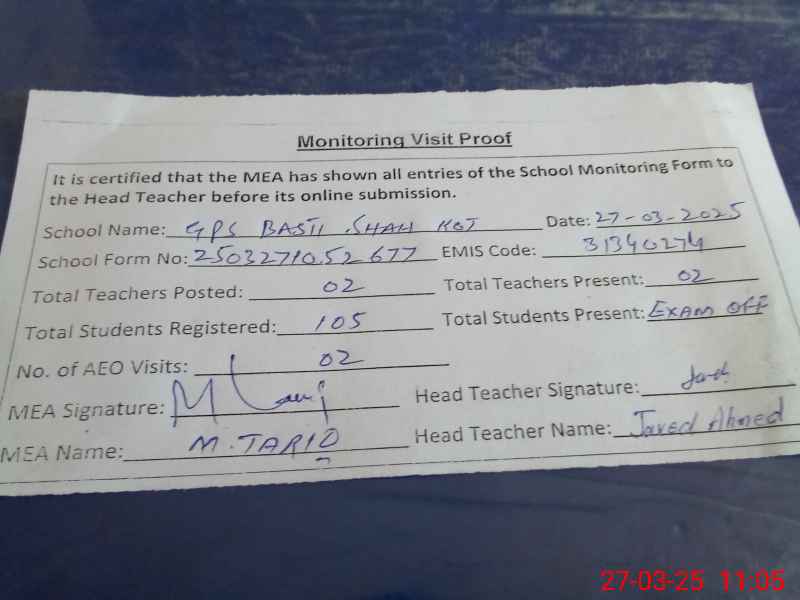 Monitoring Visit Proof
It is certified that the MEA has shown all entries of the School Monitoring Form to
the Head Teacher before its online submission.
School Name: GPS BASTI SHAH KOT Date: 27-03-2025
School Form No: 2503271052677 EMIS Code: 31340274
Total Teachers Posted: 02 Total Teachers Present: 02
Total Students Registered: 105 Total Students Present: EXAM OFF
No. of AEO Visits: 02
MEA Signature: Head Teacher Signature:
MEA Name: M. TARIQ Head Teacher Name: Javed Ahmed
27-03-25 11:05